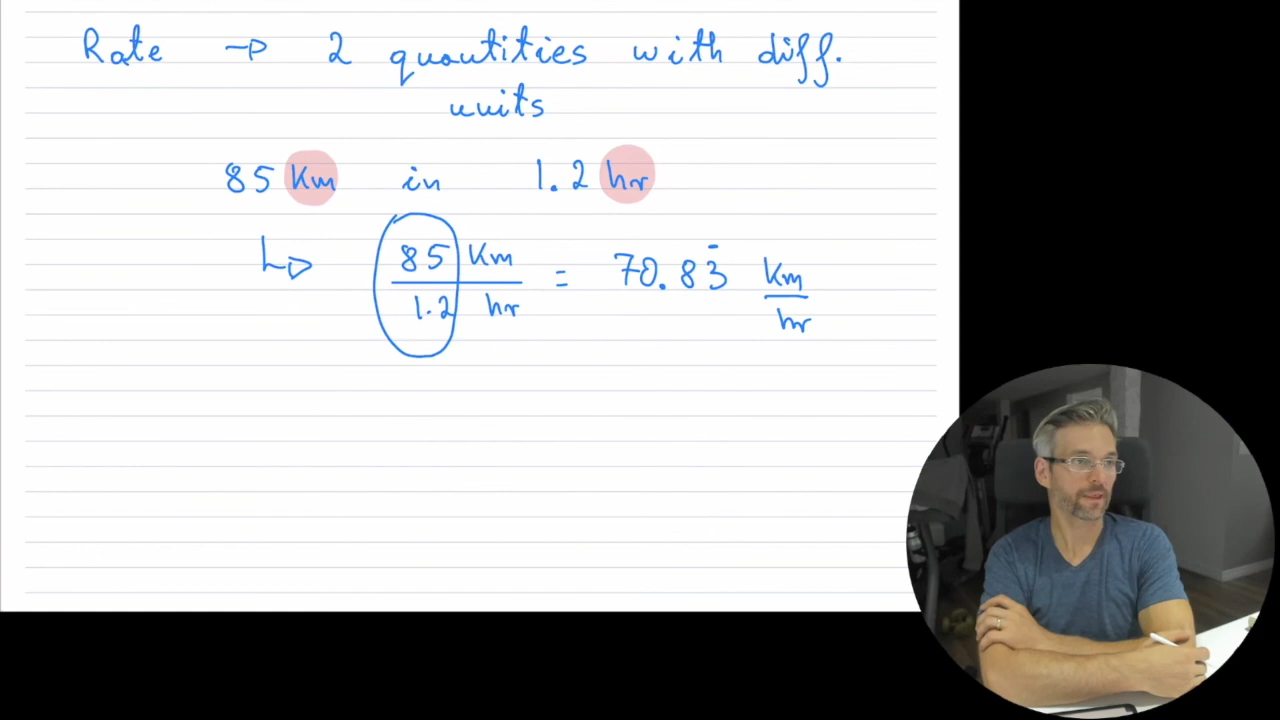 Rate → 2 quantities with diff.
units
85 Km in 1.2 hr
↳ 85 Km / 1.2 hr = 70.83̄ Km / hr